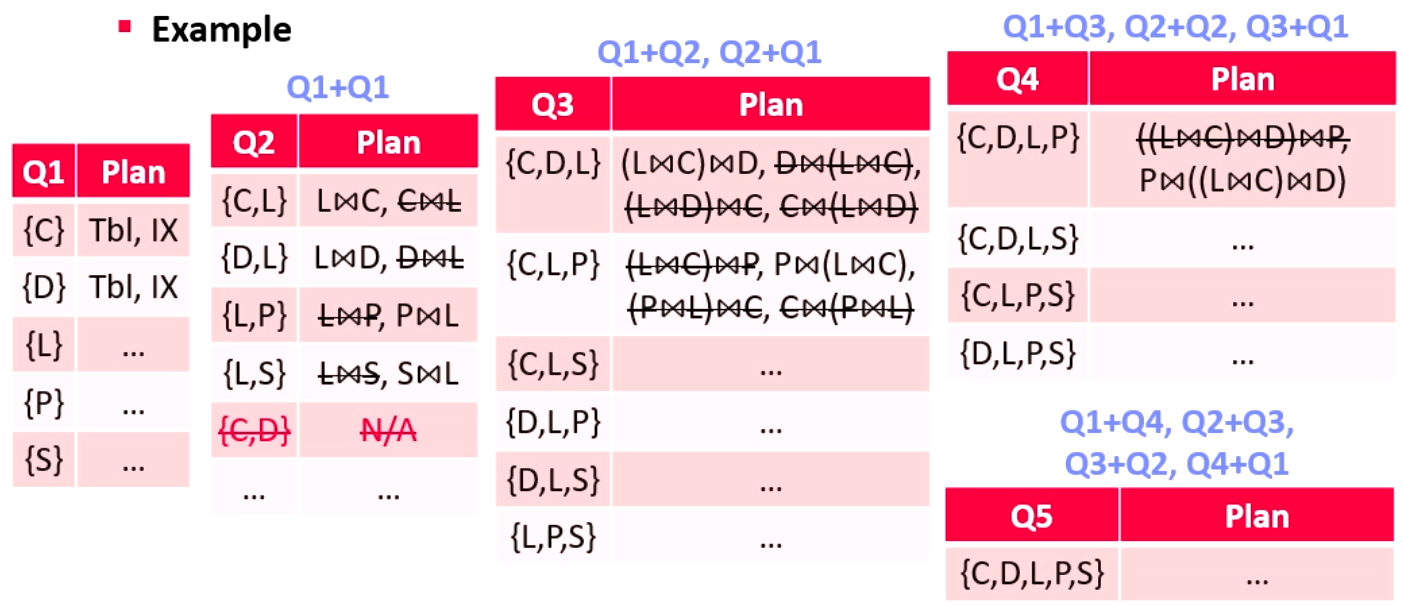 ▪ Example
Q1 Plan
{C} Tbl, IX
{D} Tbl, IX
{L} ...
{P} ...
{S} ...
Q1+Q1
Q2 Plan
{C,L} L⋈C, C⋈L
{D,L} L⋈D, D⋈L
{L,P} L⋈P, P⋈L
{L,S} L⋈S, S⋈L
{C,D} N/A
... ...
Q1+Q2, Q2+Q1
Q3 Plan
{C,D,L} (L⋈C)⋈D, D⋈(L⋈C),
(L⋈D)⋈C, C⋈(L⋈D)
{C,L,P} (L⋈C)⋈P, P⋈(L⋈C),
(P⋈L)⋈C, C⋈(P⋈L)
{C,L,S} ...
{D,L,P} ...
{D,L,S} ...
{L,P,S} ...
Q1+Q3, Q2+Q2, Q3+Q1
Q4 Plan
{C,D,L,P} ((L⋈C)⋈D)⋈P,
P⋈((L⋈C)⋈D)
{C,D,L,S} ...
{C,L,P,S} ...
{D,L,P,S} ...
Q1+Q4, Q2+Q3,
Q3+Q2, Q4+Q1
Q5 Plan
{C,D,L,P,S} ...